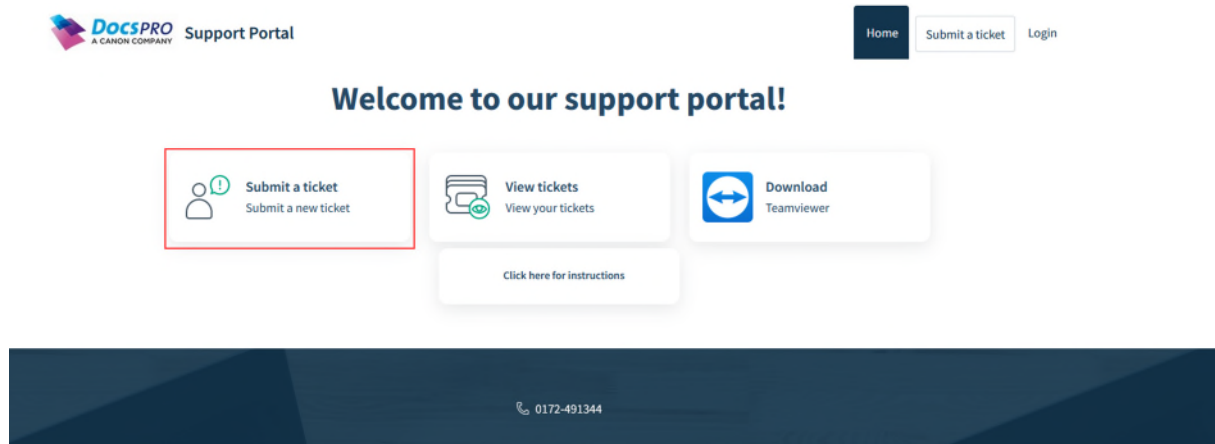 DOCSPRO
A CANON COMPANY
Support Portal
Home
Submit a ticket
Login
Welcome to our support portal!
Submit a ticket
Submit a new ticket
View tickets
View your tickets
Download
Teamviewer
Click here for instructions
0172-491344